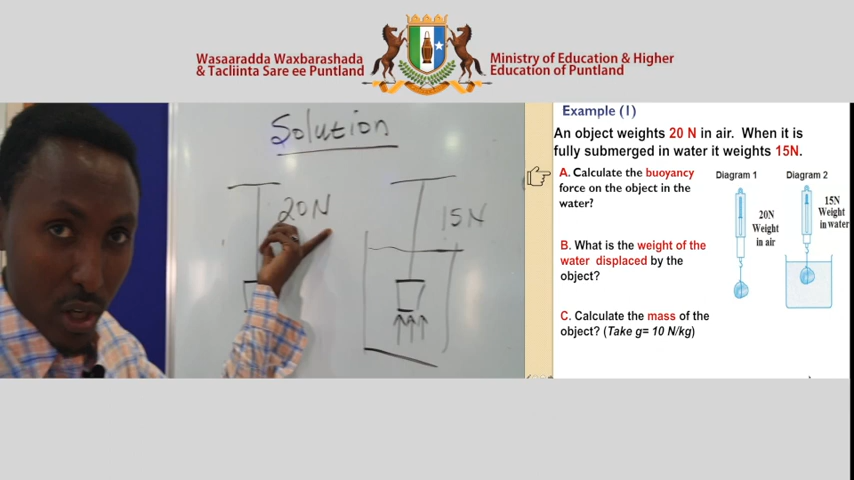 Wasaaradda Waxbarashada
& Tacliinta Sare ee Puntland
Ministry of Education & Higher
Education of Puntland
Solution
20N
15N
Example (1)
An object weights 20 N in air. When it is
fully submerged in water it weights 15N.
A. Calculate the buoyancy
force on the object in the
water?
B. What is the weight of the
water displaced by the
object?
C. Calculate the mass of the
object? (Take g= 10 N/kg)
Diagram 1
Diagram 2
20N
Weight
in air
15N
Weight
in water